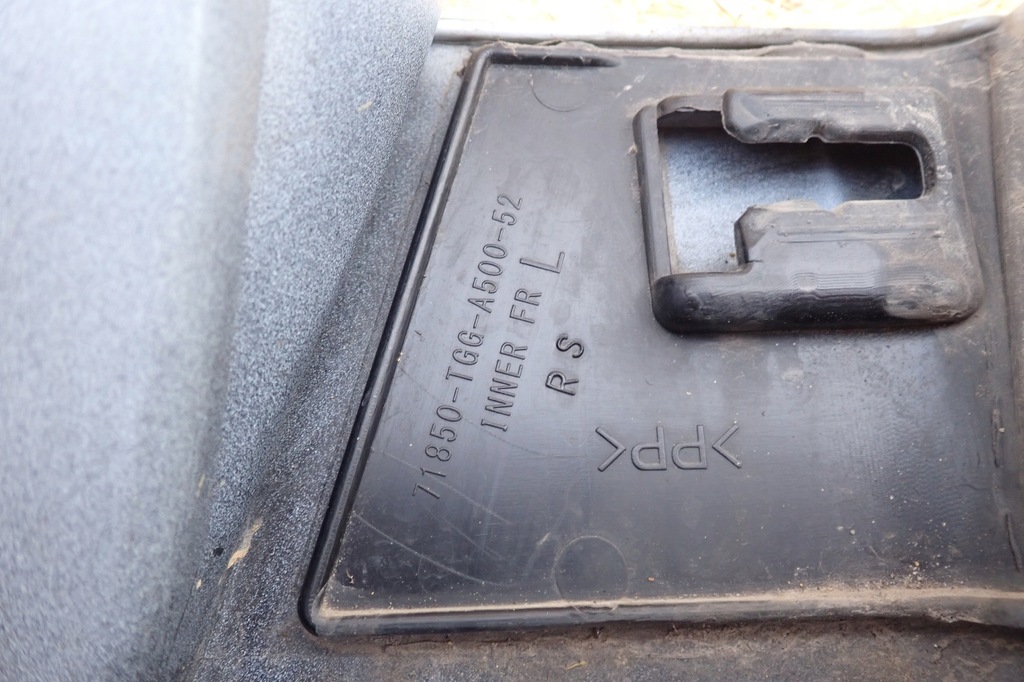 71850-TGG-A500-52
INNER FR L
R S
>PP<